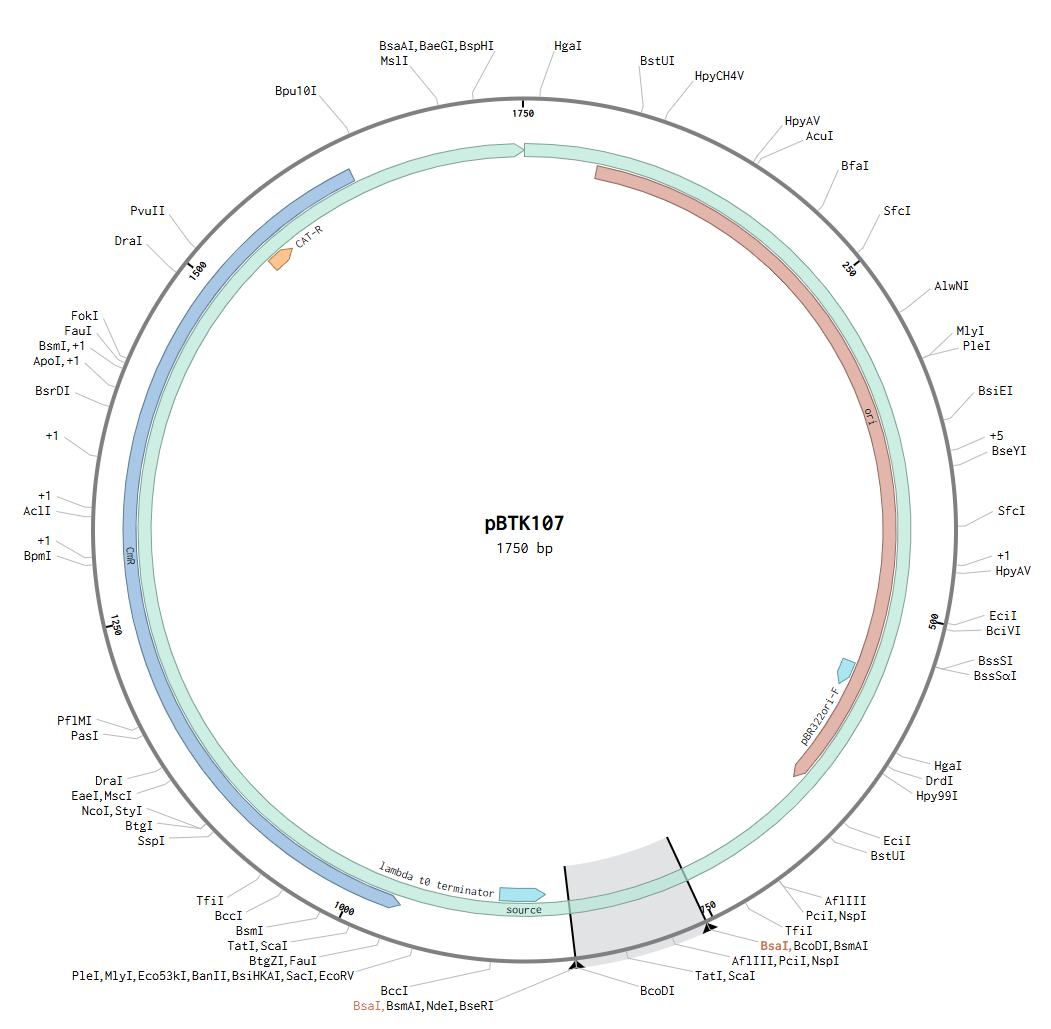 BsaAI,BaeGI,BspHI
MslI
HgaI
BstUI
HpyCH4V
Bpu10I
1750
HpyAV
AcuI
BfaI
SfcI
PvuII
DraI
CAT-R
1500
250
AlwNI
FokI
FauI
BsmI,+1
ApoI,+1
MlyI
PleI
BsrDI
BsiEI
ori
+1
+5
BseYI
+1
AclI
SfcI
pBTK107
1750 bp
+1
BpmI
CmR
+1
HpyAV
1250
500
EciI
BciVI
BssSI
BssSαI
pBR322ori-F
PflMI
PasI
HgaI
DrdI
Hpy99I
DraI
EaeI,MscI
NcoI,StyI
BtgI
SspI
EciI
BstUI
lambda t0 terminator
source
TfiI
BccI
BsmI
TatI,ScaI
BtgZI,FauI
PleI,MlyI,Eco53kI,BanII,BsiHKAI,SacI,EcoRV
1000
750
AflIII
PciI,NspI
TfiI
BsaI,BcoDI,BsmAI
AflIII,PciI,NspI
TatI,ScaI
BcoDI
BccI
BsaI,BsmAI,NdeI,BseRI